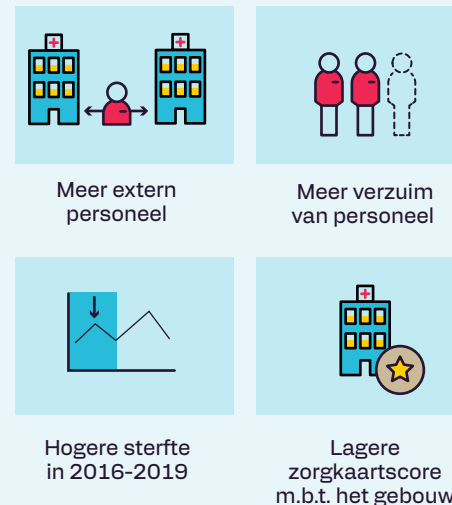 Meer extern
personeel
Meer verzuim
van personeel
Hogere sterfte
in 2016-2019
Lagere
zorgkaartscore
m.b.t. het gebouw